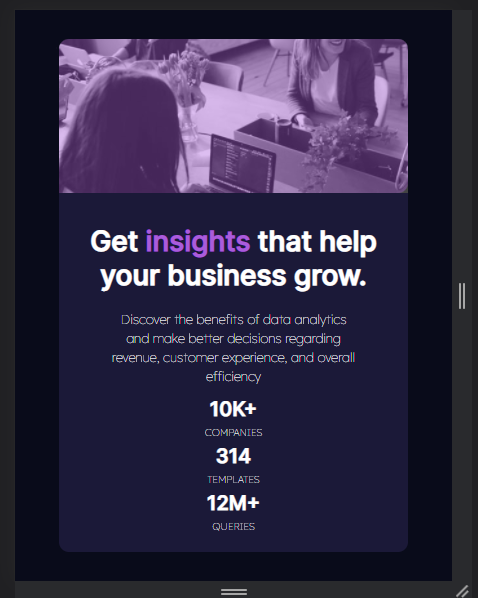 Get insights that help
your business grow.
Discover the benefits of data analytics
and make better decisions regarding
revenue, customer experience, and overall
efficiency
10K+
COMPANIES
314
TEMPLATES
12M+
QUERIES